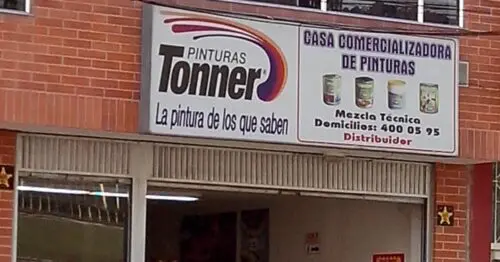 PINTURAS
Tonner
La pintura de los que saben
CASA COMERCIALIZADORA
DE PINTURAS
Mezcla Técnica
Domicilios: 400 05 95
Distribuidor